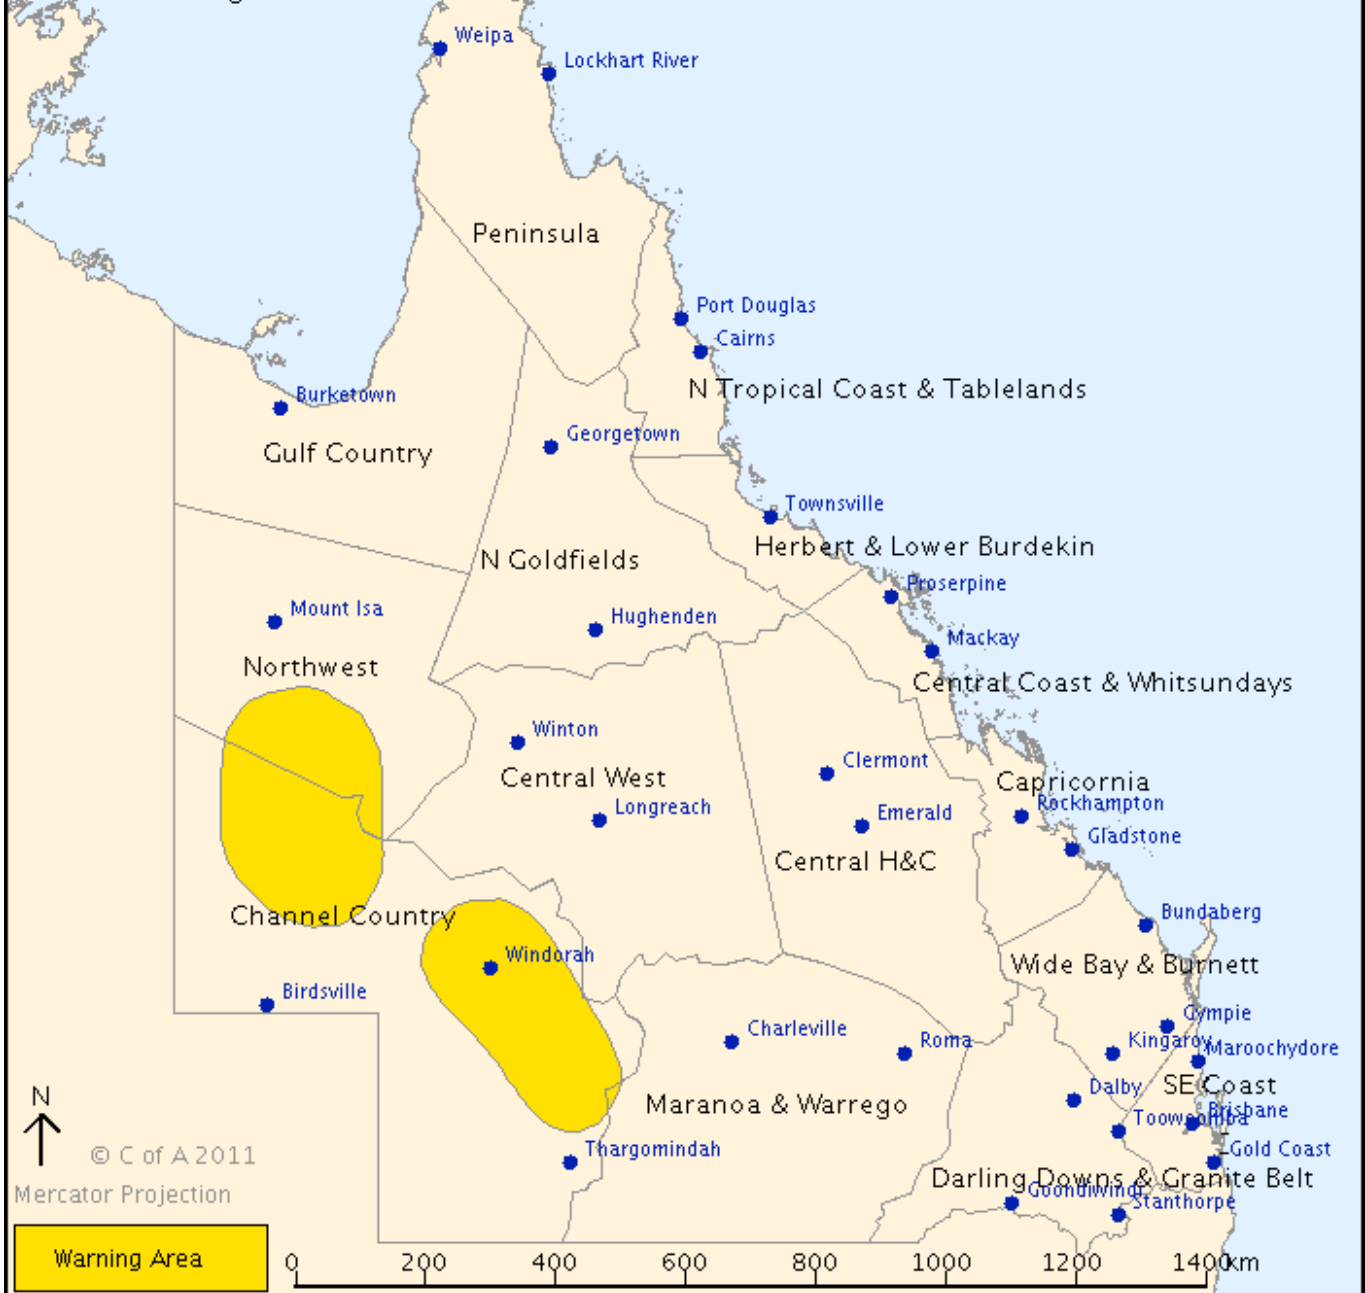 Weipa
Lockhart River
Peninsula
Port Douglas
Cairns
N Tropical Coast & Tablelands
Burketown
Georgetown
Gulf Country
Townsville
Herbert & Lower Burdekin
N Goldfields
Proserpine
Mount Isa
Hughenden
Mackay
Northwest
Central Coast & Whitsundays
Winton
Clermont
Central West
Capricornia
Longreach
Rockhampton
Emerald
Gladstone
Central H&C
Channel Country
Bundaberg
Windorah
Wide Bay & Burnett
Birdsville
Gympie
Charleville
Roma
Kingaroy
Maroochydore
Dalby
SE Coast
N
Maranoa & Warrego
Brisbane
Toowoomba
Thargomindah
Gold Coast
© C of A 2011
Darling Downs & Granite Belt
Mercator Projection
Goondiwindi
Stanthorpe
Warning Area
0 200 400 600 800 1000 1200 1400km